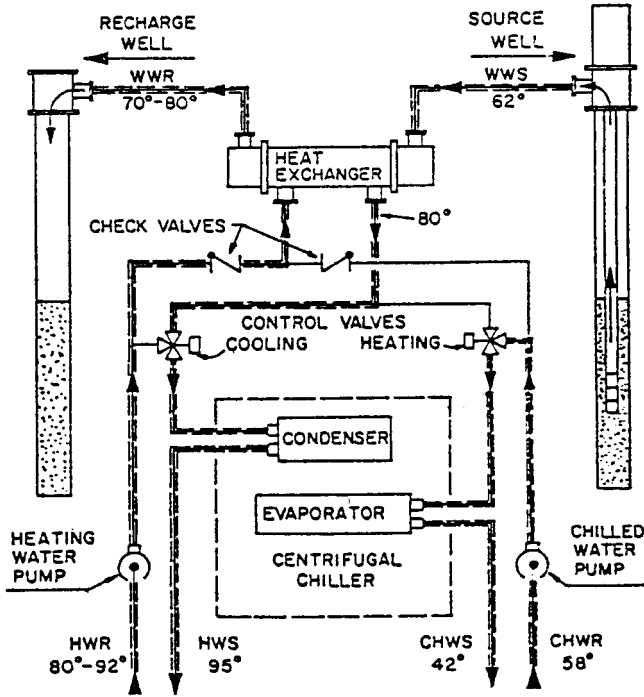 RECHARGE
WELL
WWR
70°-80°
SOURCE
WELL
WWS
62°
HEAT
EXCHANGER
80°
CHECK VALVES
CONTROL VALVES
COOLING
HEATING
CONDENSER
EVAPORATOR
CENTRIFUGAL
CHILLER
HEATING
WATER
PUMP
CHILLED
WATER
PUMP
HWR
80°-92°
HWS
95°
CHWS
42°
CHWR
58°